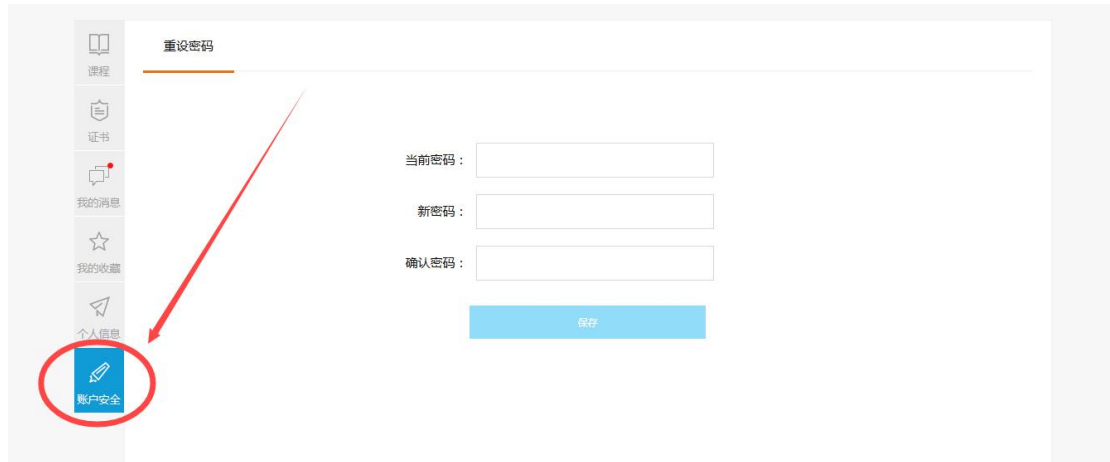 重设密码
课程
证书
我的消息
我的收藏
个人信息
账户安全
当前密码：
新密码：
确认密码：
保存